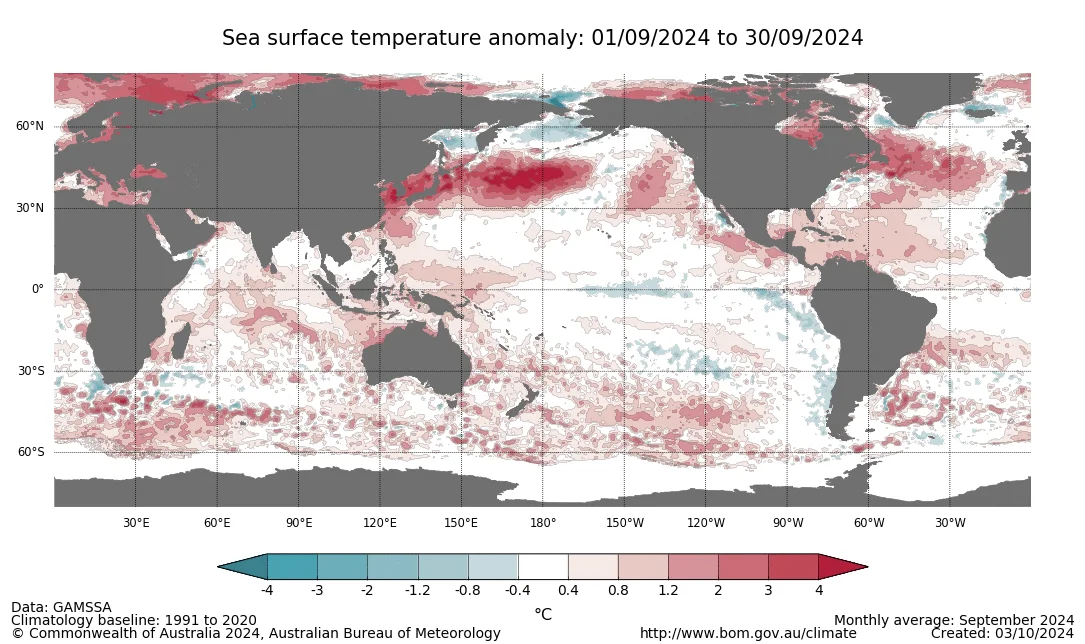 Sea surface temperature anomaly: 01/09/2024 to 30/09/2024
60°N
30°N
0°
30°S
60°S
30°E 60°E 90°E 120°E 150°E 180° 150°W 120°W 90°W 60°W 30°W
-4 -3 -2 -1.2 -0.8 -0.4 0.4 0.8 1.2 2 3 4
°C
Data: GAMSSA
Climatology baseline: 1991 to 2020
Monthly average: September 2024
© Commonwealth of Australia 2024, Australian Bureau of Meteorology
http://www.bom.gov.au/climate
Created: 03/10/2024